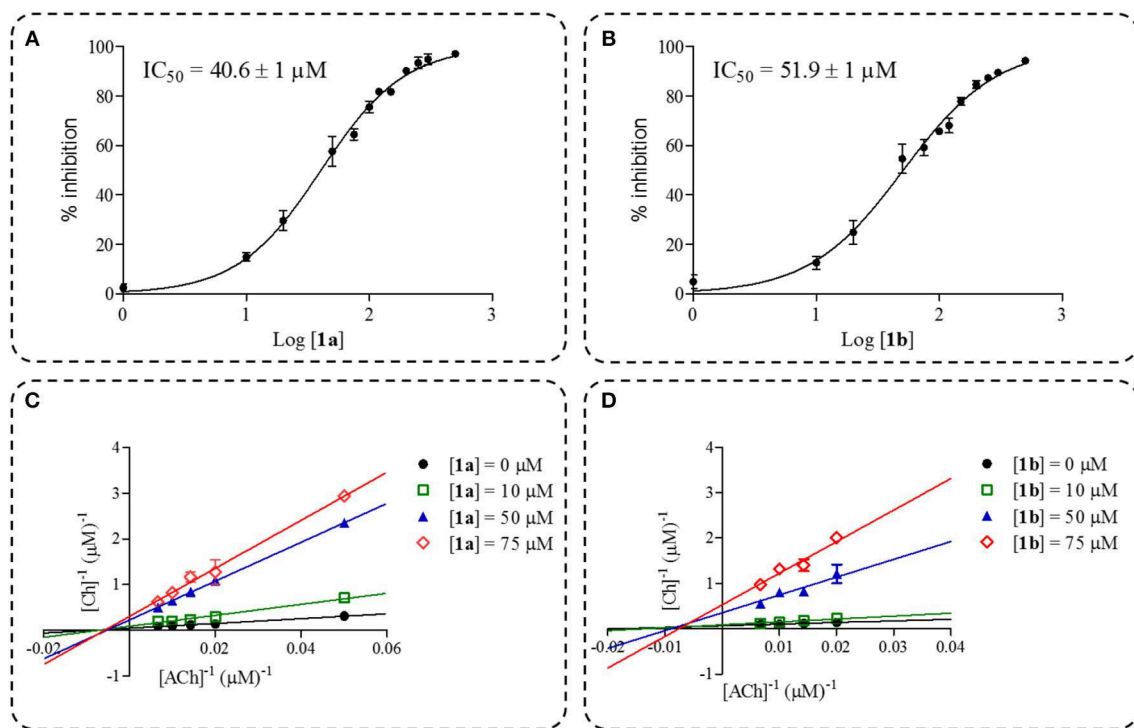 A
IC50 = 40.6 ± 1 μM
100
80
60
40
20
0
% inhibition
0 1 2 3
Log [1a]
B
IC50 = 51.9 ± 1 μM
100
80
60
40
20
0
% inhibition
0 1 2 3
Log [1b]
C
4
3
2
1
-1
[Ch]-1 (μM)-1
-0.02 0.02 0.04 0.06
[ACh]-1 (μM)-1
[1a] = 0 μM
[1a] = 10 μM
[1a] = 50 μM
[1a] = 75 μM
D
4
3
2
1
-1
[Ch]-1 (μM)-1
-0.02 -0.01 0.01 0.02 0.03 0.04
[ACh]-1 (μM)-1
[1b] = 0 μM
[1b] = 10 μM
[1b] = 50 μM
[1b] = 75 μM